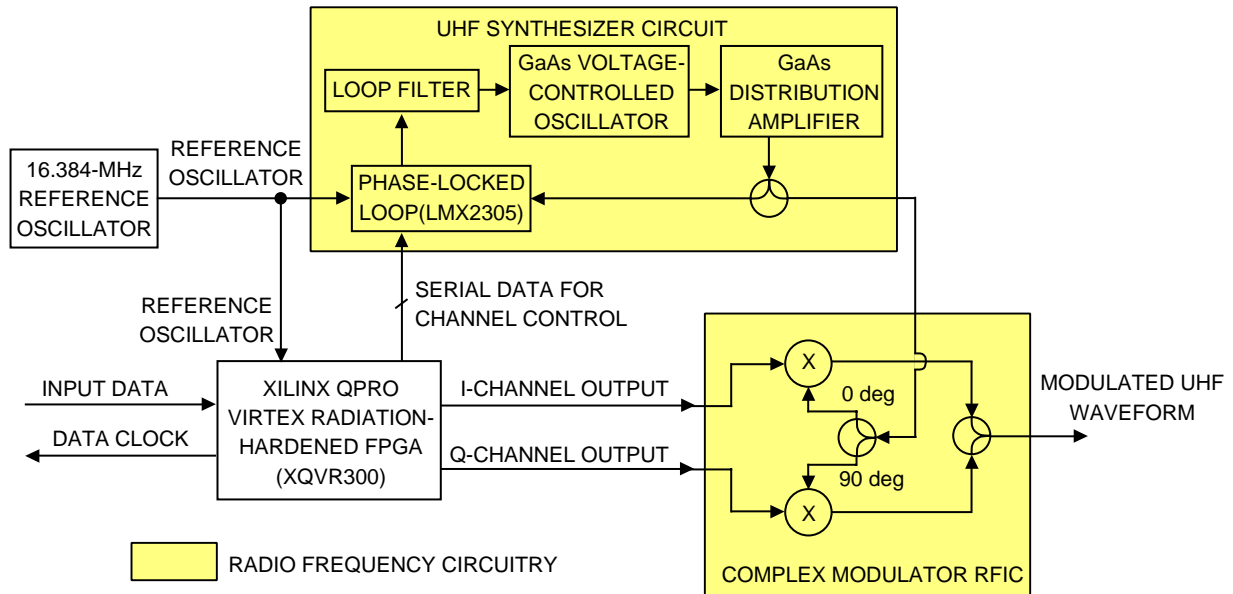 UHF SYNTHESIZER CIRCUIT
LOOP FILTER
GaAs VOLTAGE-
CONTROLLED
OSCILLATOR
GaAs
DISTRIBUTION
AMPLIFIER
16.384-MHz
REFERENCE
OSCILLATOR
REFERENCE
OSCILLATOR
PHASE-LOCKED
LOOP(LMX2305)
REFERENCE
OSCILLATOR
SERIAL DATA FOR
CHANNEL CONTROL
INPUT DATA
DATA CLOCK
XILINX QPRO
VIRTEX RADIATION-
HARDENED FPGA
(XQVR300)
I-CHANNEL OUTPUT
Q-CHANNEL OUTPUT
X
0 deg
90 deg
X
MODULATED UHF
WAVEFORM
COMPLEX MODULATOR RFIC
RADIO FREQUENCY CIRCUITRY